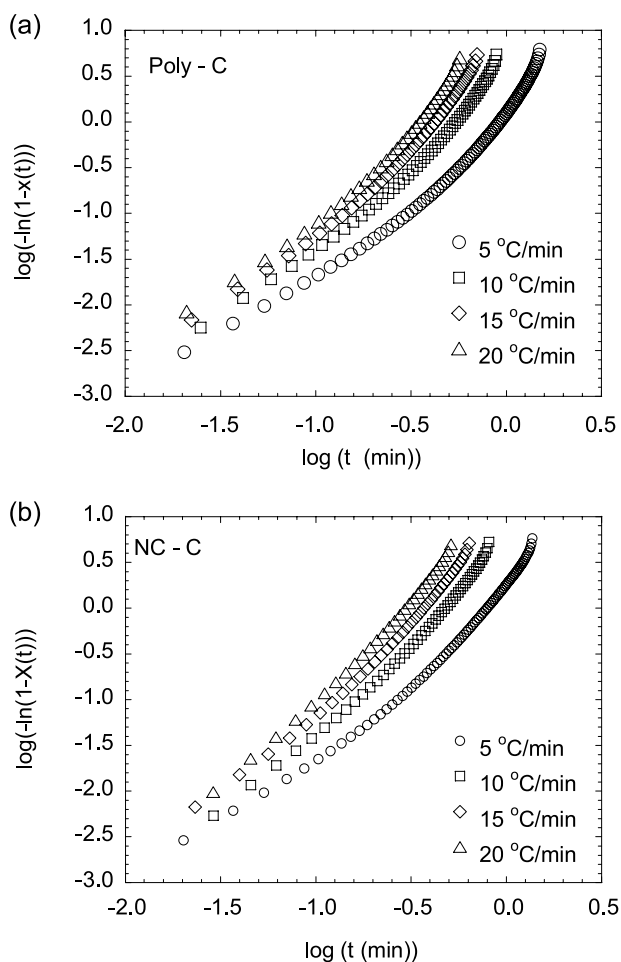 (a)
Poly - C
log(-ln(1-x(t)))
1.0
0.5
0.0
-0.5
-1.0
-1.5
-2.0
-2.5
-3.0
5 °C/min
10 °C/min
15 °C/min
20 °C/min
-2.0 -1.5 -1.0 -0.5 0.0 0.5
log (t (min))
(b)
NC - C
log(-ln(1-X(t)))
1.0
0.5
0.0
-0.5
-1.0
-1.5
-2.0
-2.5
-3.0
5 °C/min
10 °C/min
15 °C/min
20 °C/min
-2.0 -1.5 -1.0 -0.5 0.0 0.5
log (t (min))